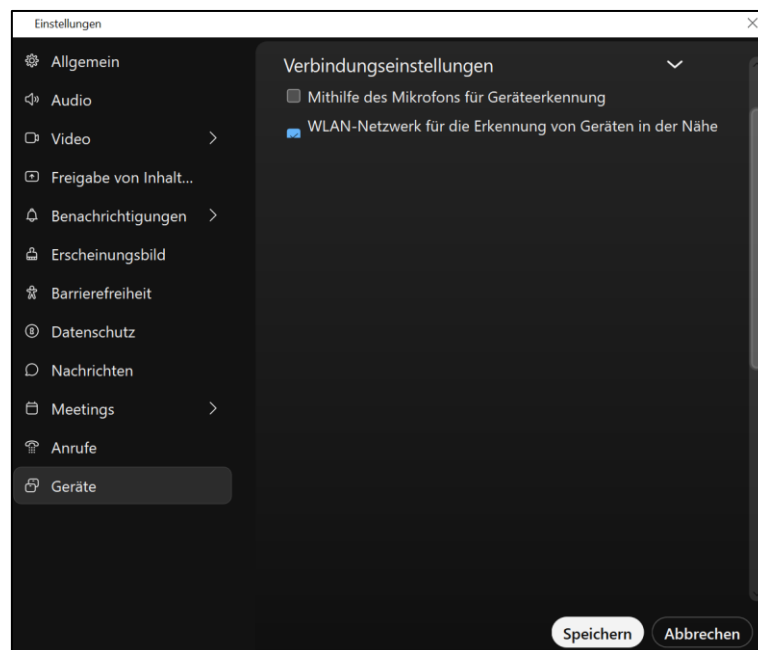 Einstellungen
Allgemein
Audio
Video
Freigabe von Inhalt...
Benachrichtigungen
Erscheinungsbild
Barrierefreiheit
Datenschutz
Nachrichten
Meetings
Anrufe
Geräte
Verbindungseinstellungen
Mithilfe des Mikrofons für Geräteerkennung
WLAN-Netzwerk für die Erkennung von Geräten in der Nähe
Speichern
Abbrechen